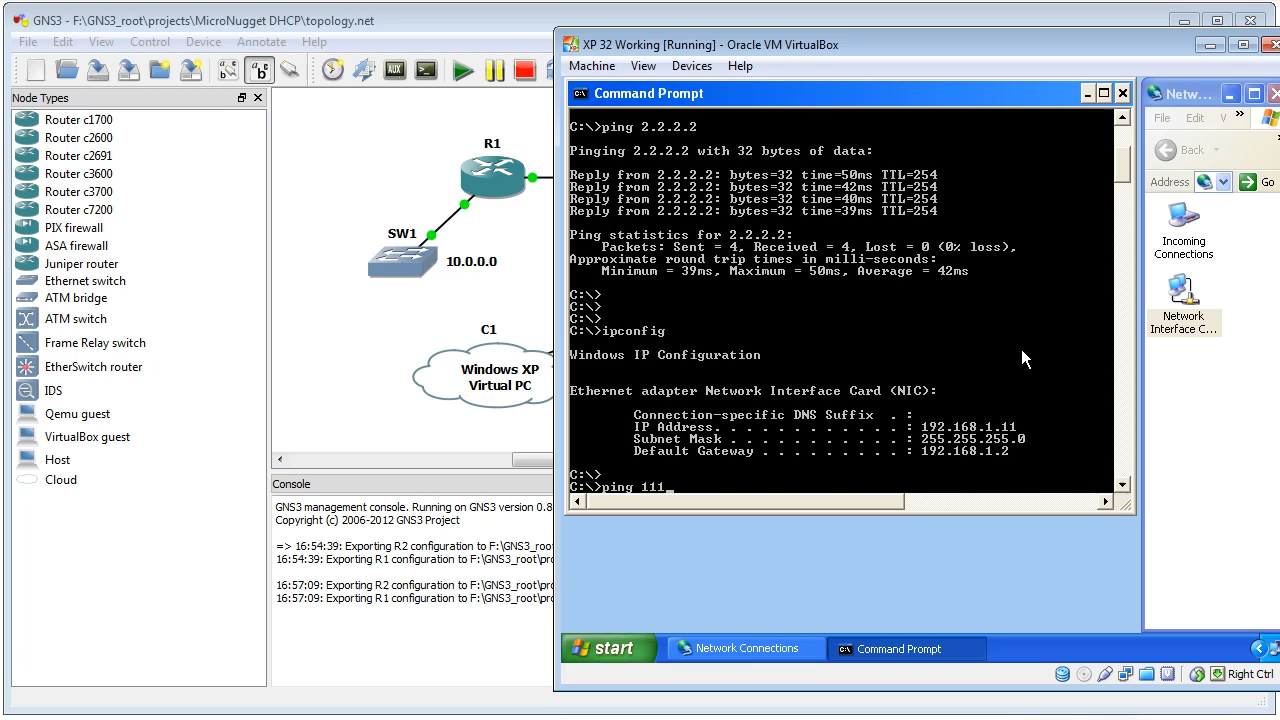 GNS3 - F:\GNS3_root\projects\MicroNugget DHCP\topology.net
File Edit View Control Device Annotate Help
AUX
Node Types
Router c1700
Router c2600
Router c2691
Router c3600
Router c3700
Router c7200
PIX firewall
ASA firewall
Juniper router
Ethernet switch
ATM bridge
ATM switch
Frame Relay switch
EtherSwitch router
IDS
Qemu guest
VirtualBox guest
Host
Cloud
R1
SW1
10.0.0.0
C1
Windows XP
Virtual PC
Console
GNS3 management console. Running on GNS3 version 0.8
Copyright (c) 2006-2012 GNS3 Project
=> 16:54:39: Exporting R2 configuration to F:\GNS3_root
16:54:39: Exporting R1 configuration to F:\GNS3_root\pro
16:57:09: Exporting R2 configuration to F:\GNS3_root\pro
16:57:09: Exporting R1 configuration to F:\GNS3_root\pro
XP 32 Working [Running] - Oracle VM VirtualBox
Machine View Devices Help
Command Prompt
C:\>ping 2.2.2.2
Pinging 2.2.2.2 with 32 bytes of data:
Reply from 2.2.2.2: bytes=32 time=50ms TTL=254
Reply from 2.2.2.2: bytes=32 time=42ms TTL=254
Reply from 2.2.2.2: bytes=32 time=40ms TTL=254
Reply from 2.2.2.2: bytes=32 time=39ms TTL=254
Ping statistics for 2.2.2.2:
Packets: Sent = 4, Received = 4, Lost = 0 (0% loss),
Approximate round trip times in milli-seconds:
Minimum = 39ms, Maximum = 50ms, Average = 42ms
C:\>
C:\>
C:\>
C:\>ipconfig
Windows IP Configuration
Ethernet adapter Network Interface Card (NIC):
Connection-specific DNS Suffix . :
IP Address. . . . . . . . . . . . : 192.168.1.11
Subnet Mask . . . . . . . . . . . : 255.255.255.0
Default Gateway . . . . . . . . . : 192.168.1.2
C:\>
C:\>ping 111_
Netw...
File Edit V »
Back
Address Go
Incoming
Connections
Network
Interface C...
start Network Connections Command Prompt
Right Ctrl